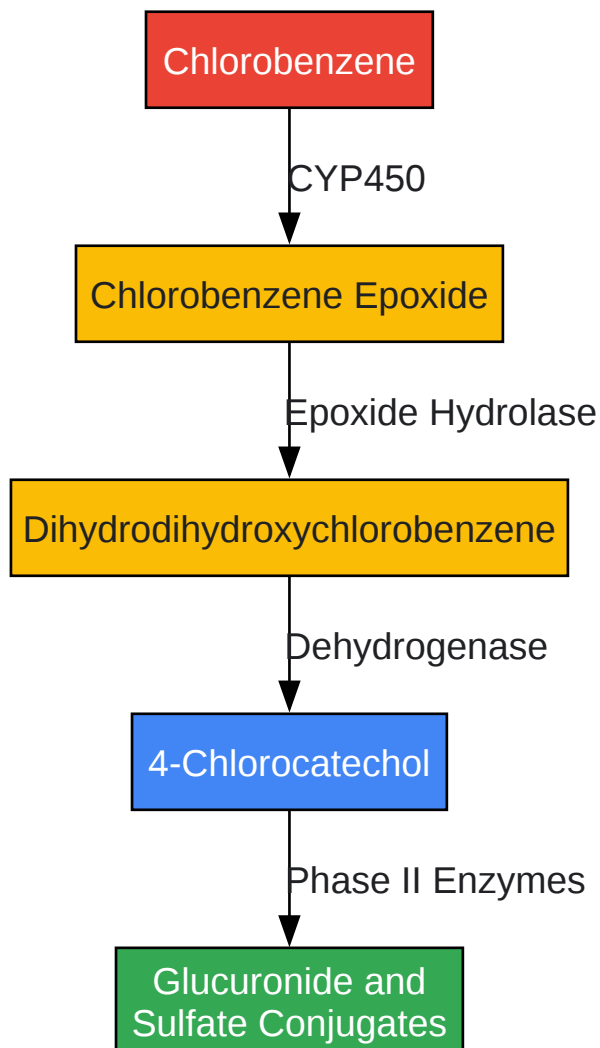 Chlorobenzene
CYP450
Chlorobenzene Epoxide
Epoxide Hydrolase
Dihydrodihydroxychlorobenzene
Dehydrogenase
4-Chlorocatechol
Phase II Enzymes
Glucuronide and
Sulfate Conjugates